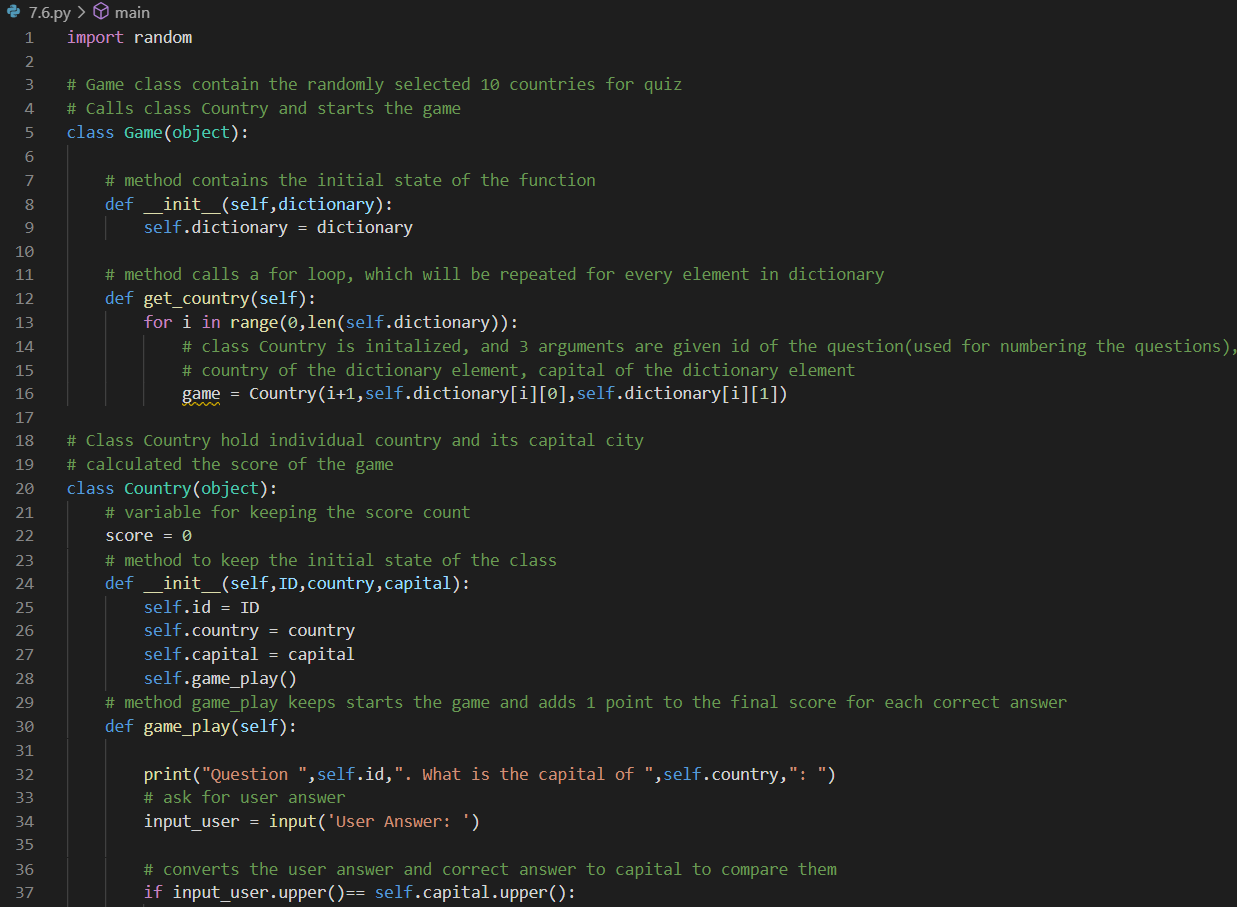 7.6.py > main
1 import random
2
3 # Game class contain the randomly selected 10 countries for quiz
4 # Calls class Country and starts the game
5 class Game(object):
6
7     # method contains the initial state of the function
8     def __init__(self,dictionary):
9         self.dictionary = dictionary
10
11     # method calls a for loop, which will be repeated for every element in dictionary
12     def get_country(self):
13         for i in range(0,len(self.dictionary)):
14             # class Country is initalized, and 3 arguments are given id of the question(used for numbering the questions),
15             # country of the dictionary element, capital of the dictionary element
16             game = Country(i+1,self.dictionary[i][0],self.dictionary[i][1])
17
18 # Class Country hold individual country and its capital city
19 # calculated the score of the game
20 class Country(object):
21     # variable for keeping the score count
22     score = 0
23     # method to keep the initial state of the class
24     def __init__(self,ID,country,capital):
25         self.id = ID
26         self.country = country
27         self.capital = capital
28         self.game_play()
29     # method game_play keeps starts the game and adds 1 point to the final score for each correct answer
30     def game_play(self):
31
32         print("Question ",self.id,". What is the capital of ",self.country,": ")
33         # ask for user answer
34         input_user = input('User Answer: ')
35
36         # converts the user answer and correct answer to capital to compare them
37         if input_user.upper()== self.capital.upper():